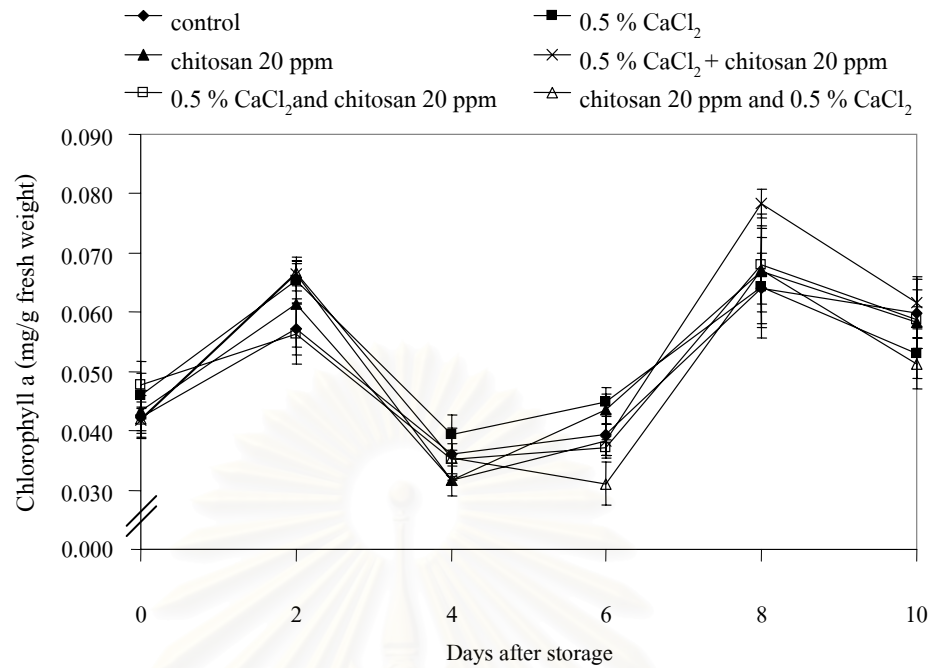 control
0.5 % CaCl₂
chitosan 20 ppm
0.5 % CaCl₂ + chitosan 20 ppm
0.5 % CaCl₂and chitosan 20 ppm
chitosan 20 ppm and 0.5 % CaCl₂
Chlorophyll a (mg/g fresh weight)
0.090
0.080
0.070
0.060
0.050
0.040
0.030
0.000
0 2 4 6 8 10
Days after storage